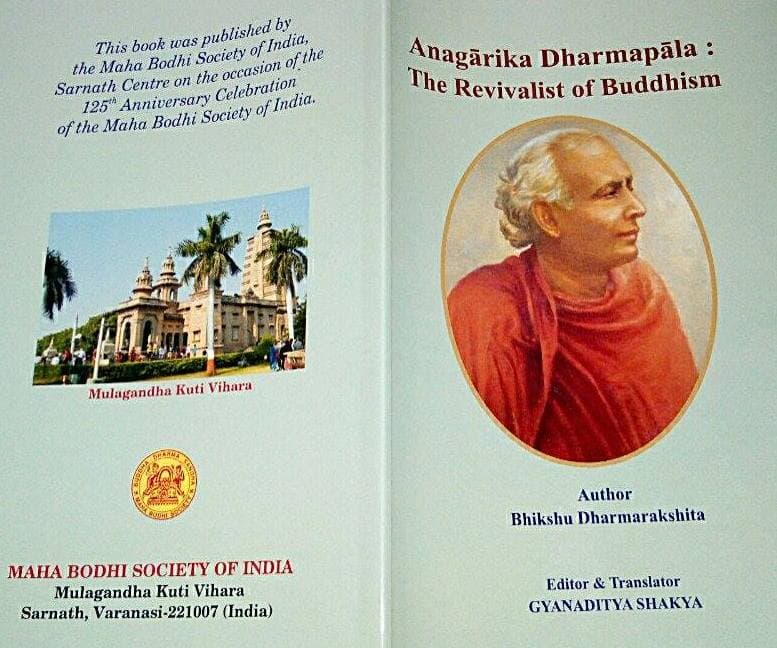 This book was published by
the Maha Bodhi Society of India,
Sarnath Centre on the occasion of the
125th Anniversary Celebration
of the Maha Bodhi Society of India.
Mulagandha Kuti Vihara
BUDDHA DHARMA SANGHA
MAHA BODHI SOCIETY
MAHA BODHI SOCIETY OF INDIA
Mulagandha Kuti Vihara
Sarnath, Varanasi-221007 (India)
Anagārika Dharmapāla :
The Revivalist of Buddhism
Author
Bhikshu Dharmarakshita
Editor & Translator
GYANADITYA SHAKYA